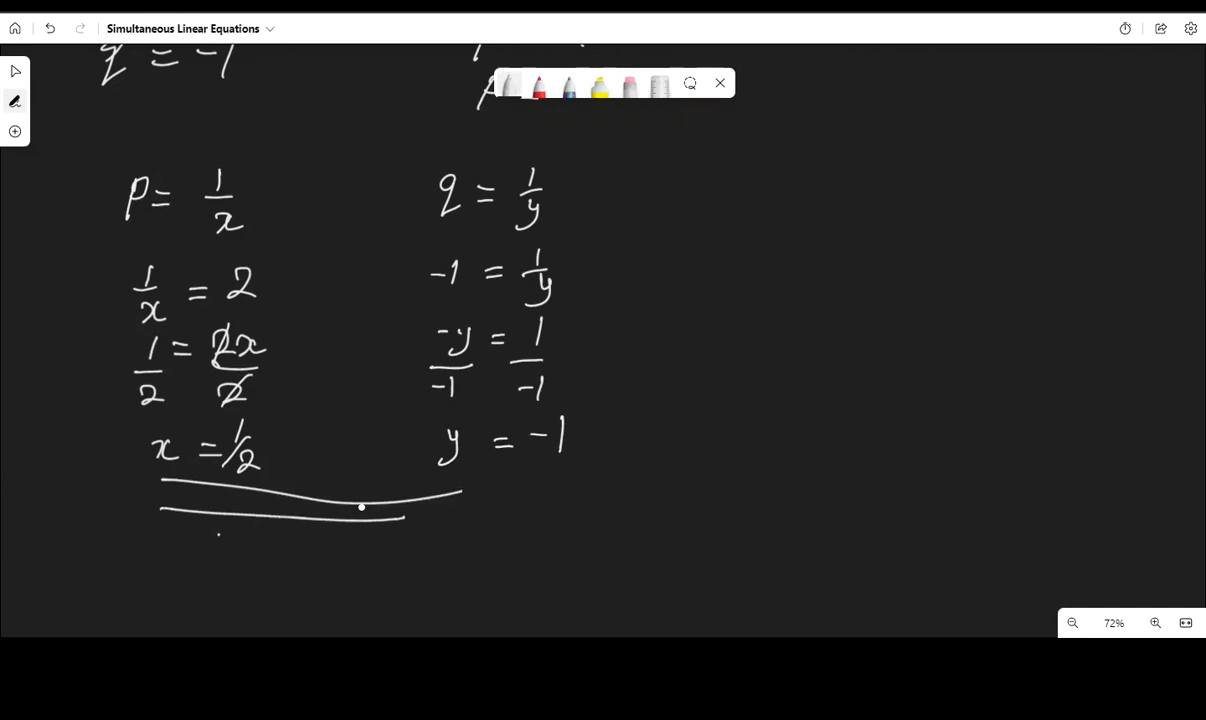 Simultaneous Linear Equations
q = -1
p = 1/x
q = 1/y
1/x = 2
-1 = 1/y
1/2 = 2x/2
-y/-1 = 1/-1
x = 1/2
y = -1
72%